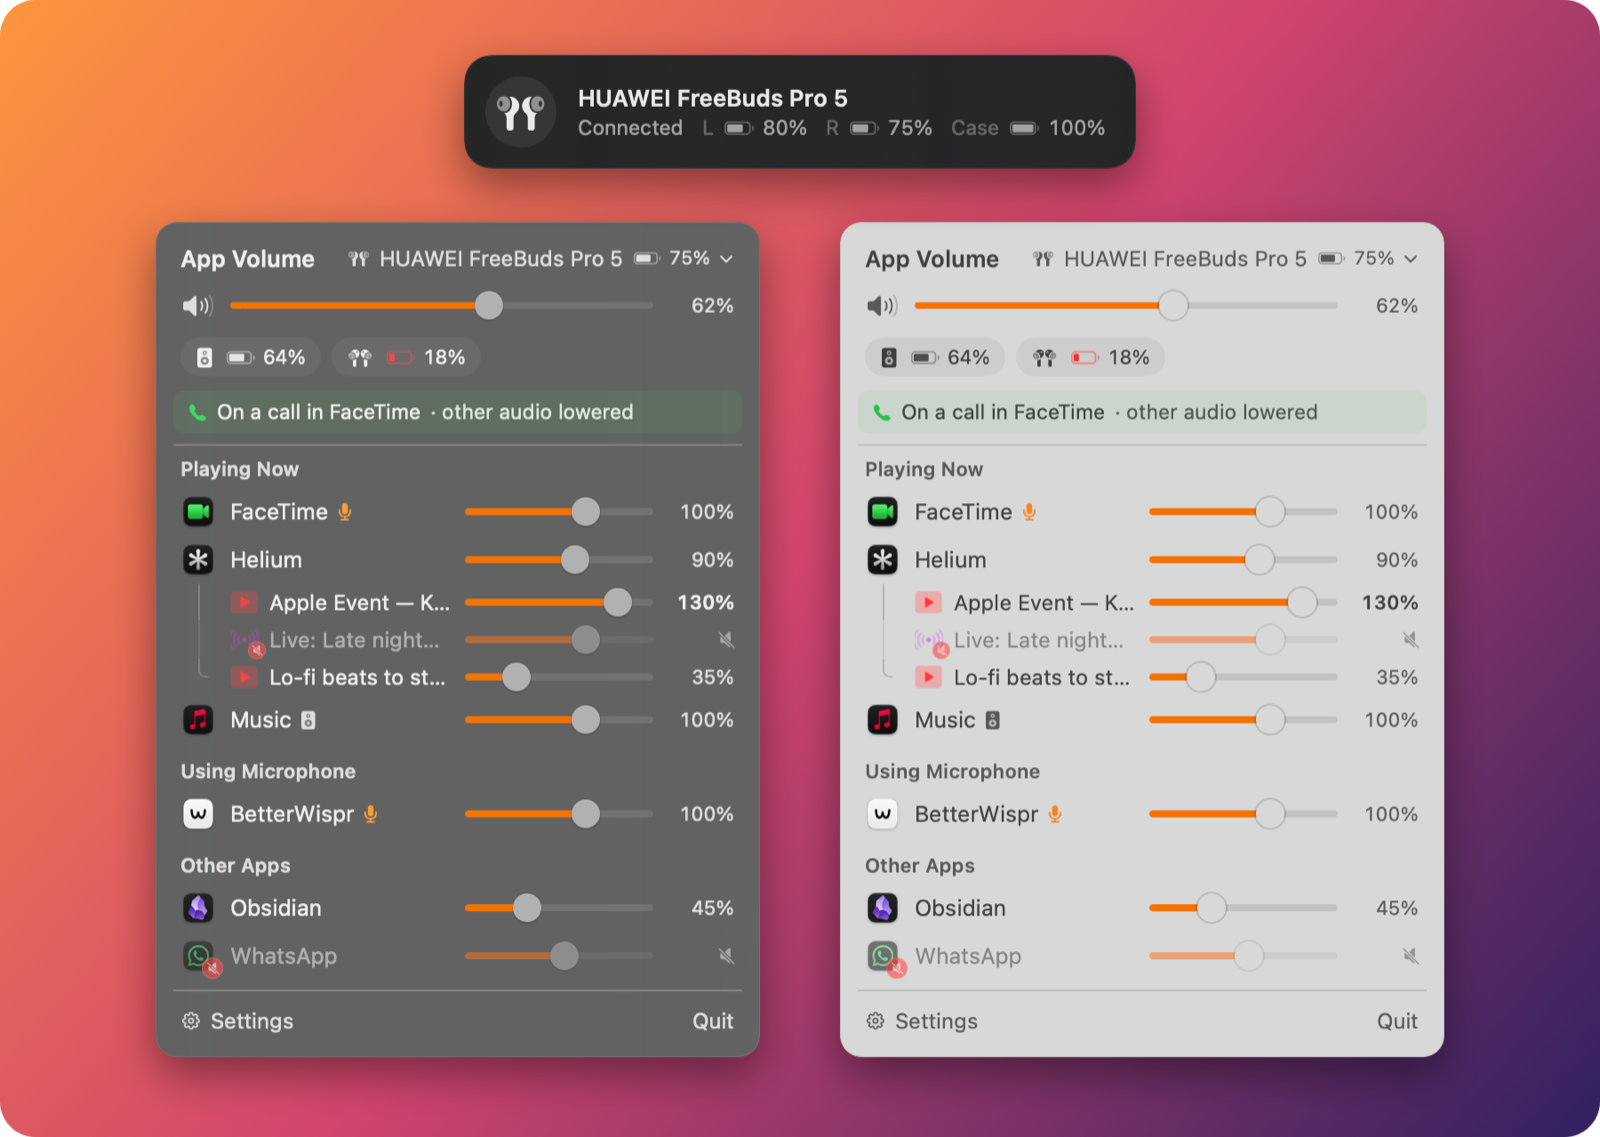 HUAWEI FreeBuds Pro 5
Connected L 80% R 75% Case 100%
App Volume HUAWEI FreeBuds Pro 5 75%
62%
64% 18%
On a call in FaceTime · other audio lowered
Playing Now
FaceTime 100%
Helium 90%
Apple Event — K... 130%
Live: Late night...
Lo-fi beats to st... 35%
Music 100%
Using Microphone
w BetterWispr 100%
Other Apps
Obsidian 45%
WhatsApp
Settings Quit
App Volume HUAWEI FreeBuds Pro 5 75%
62%
64% 18%
On a call in FaceTime · other audio lowered
Playing Now
FaceTime 100%
Helium 90%
Apple Event — K... 130%
Live: Late night...
Lo-fi beats to st... 35%
Music 100%
Using Microphone
w BetterWispr 100%
Other Apps
Obsidian 45%
WhatsApp
Settings Quit